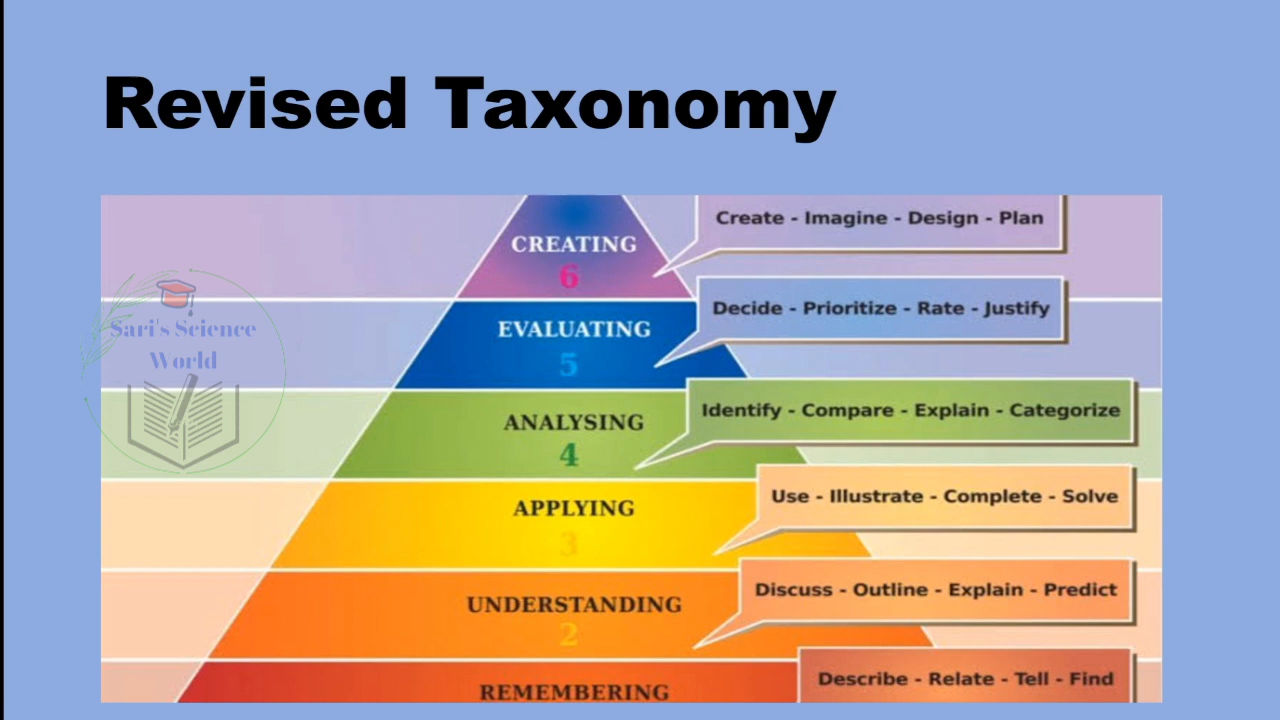 Revised Taxonomy
CREATING
6
Create - Imagine - Design - Plan
EVALUATING
5
Decide - Prioritize - Rate - Justify
ANALYSING
4
Identify - Compare - Explain - Categorize
APPLYING
3
Use - Illustrate - Complete - Solve
UNDERSTANDING
2
Discuss - Outline - Explain - Predict
REMEMBERING
Describe - Relate - Tell - Find
Sari's Science
World